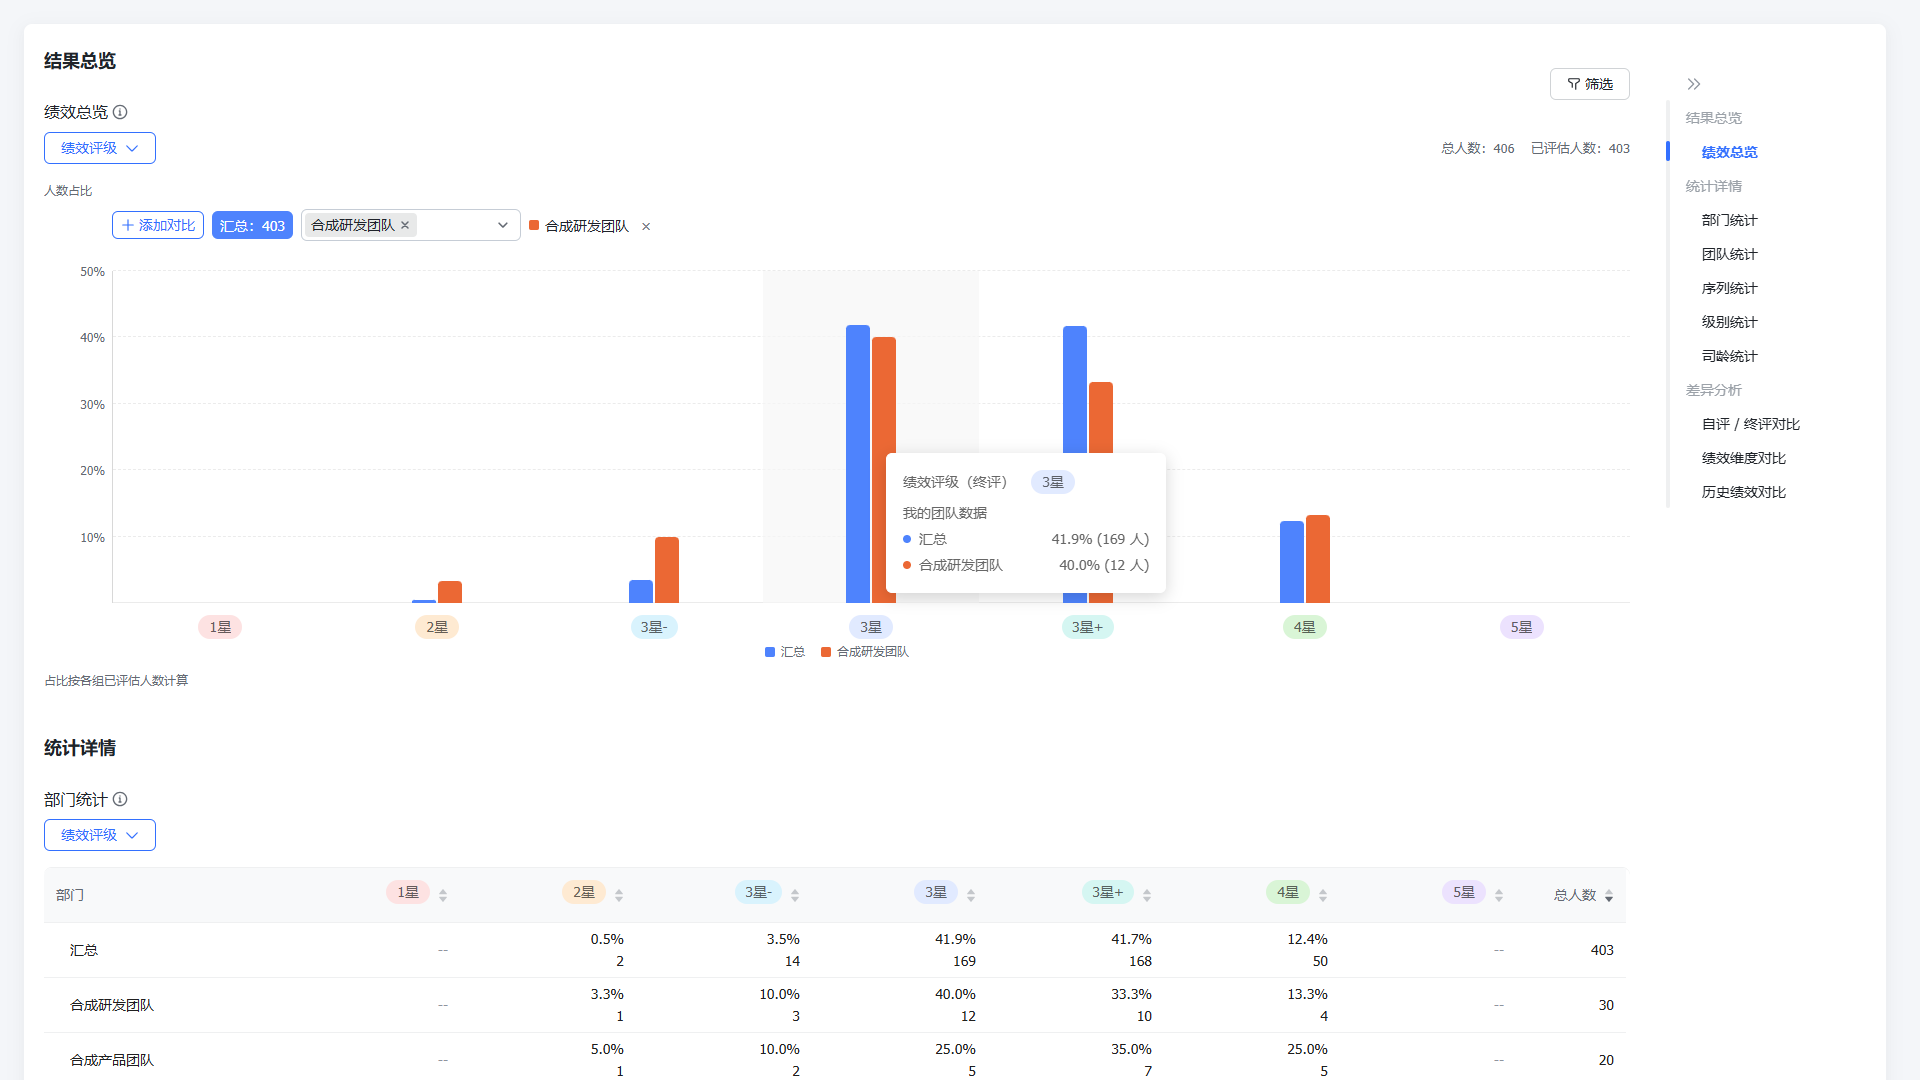 结果总览
筛选
绩效总览
绩效评级
总人数：406 已评估人数：403
人数占比
添加对比 汇总：403 合成研发团队 合成研发团队
50%
40%
30%
20%
10%
绩效评级（终评） 3星
我的团队数据
汇总 41.9% (169 人)
合成研发团队 40.0% (12 人)
1星 2星 3星- 3星 3星+ 4星 5星
汇总 合成研发团队
占比按各组已评估人数计算
统计详情
部门统计
绩效评级
部门 1星 2星 3星- 3星 3星+ 4星 5星 总人数
汇总 -- 0.5% 3.5% 41.9% 41.7% 12.4% -- 403
2 14 169 168 50
合成研发团队 -- 3.3% 10.0% 40.0% 33.3% 13.3% -- 30
1 3 12 10 4
合成产品团队 -- 5.0% 10.0% 25.0% 35.0% 25.0% -- 20
1 2 5 7 5
结果总览
绩效总览
统计详情
部门统计
团队统计
序列统计
级别统计
司龄统计
差异分析
自评 / 终评对比
绩效维度对比
历史绩效对比